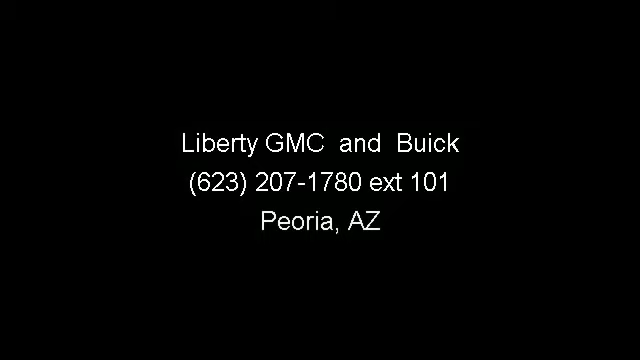 Liberty GMC  and  Buick
(623) 207-1780 ext 101
Peoria, AZ